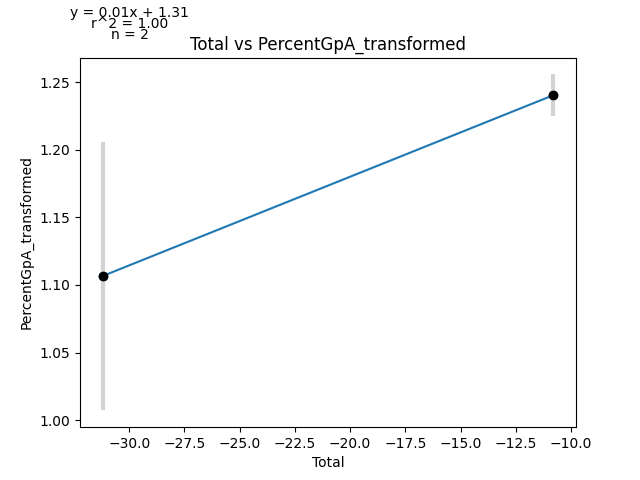 y = 0.01x + 1.31
r^2 = 1.00
n = 2
Total vs PercentGpA_transformed
PercentGpA_transformed
1.25
1.20
1.15
1.10
1.05
1.00
−30.0 −27.5 −25.0 −22.5 −20.0 −17.5 −15.0 −12.5 −10.0
Total